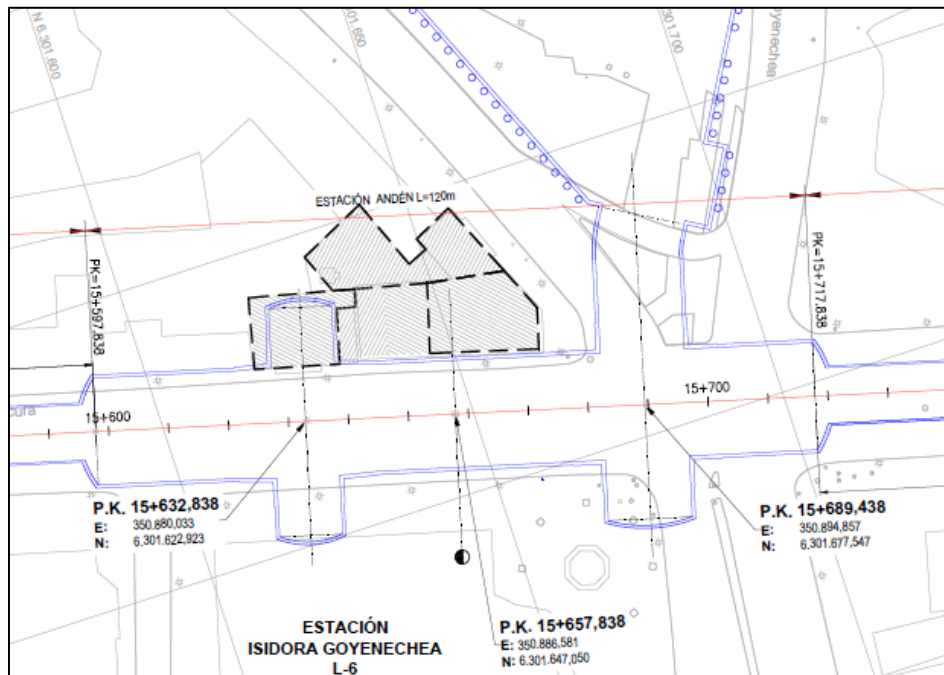 N 6.301.600
.301.650
.301.700
oyenechea
ESTACIÓN ANDÉN L=120m
PK=15+597.838
PK=15+717.838
15+600
15+700
cura
P.K. 15+632,838
E: 350.880,033
N: 6,301.622,923
P.K. 15+689,438
E: 350.894,857
N: 6,301.677,547
P.K. 15+657,838
E: 350.886,581
N: 6.301.647,050
ESTACIÓN
ISIDORA GOYENECHEA
L-6